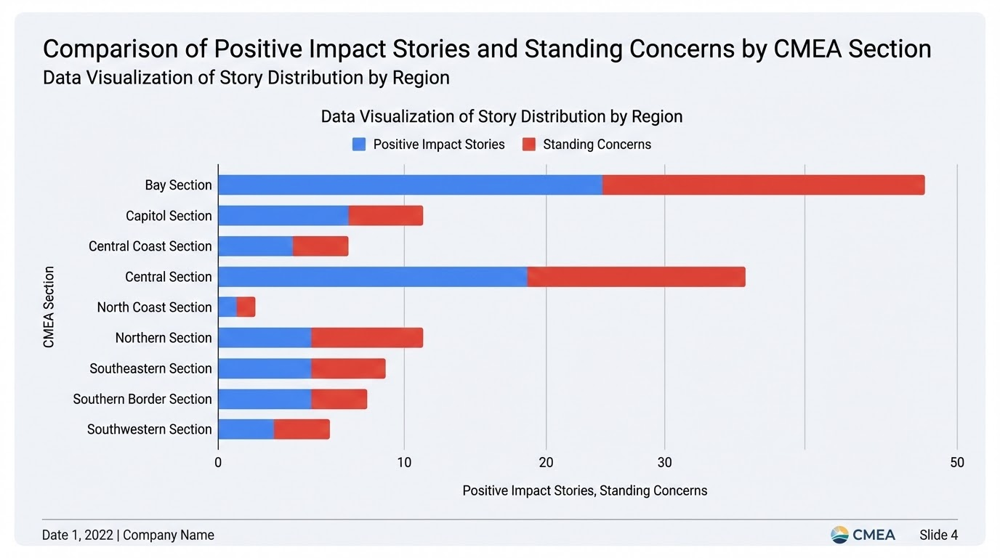 Comparison of Positive Impact Stories and Standing Concerns by CMEA Section
Data Visualization of Story Distribution by Region
Data Visualization of Story Distribution by Region
Positive Impact Stories
Standing Concerns
CMEA Section
Bay Section
Capitol Section
Central Coast Section
Central Section
North Coast Section
Northern Section
Southeastern Section
Southern Border Section
Southwestern Section
0
10
20
30
50
Positive Impact Stories, Standing Concerns
Date 1, 2022 | Company Name
CMEA
Slide 4